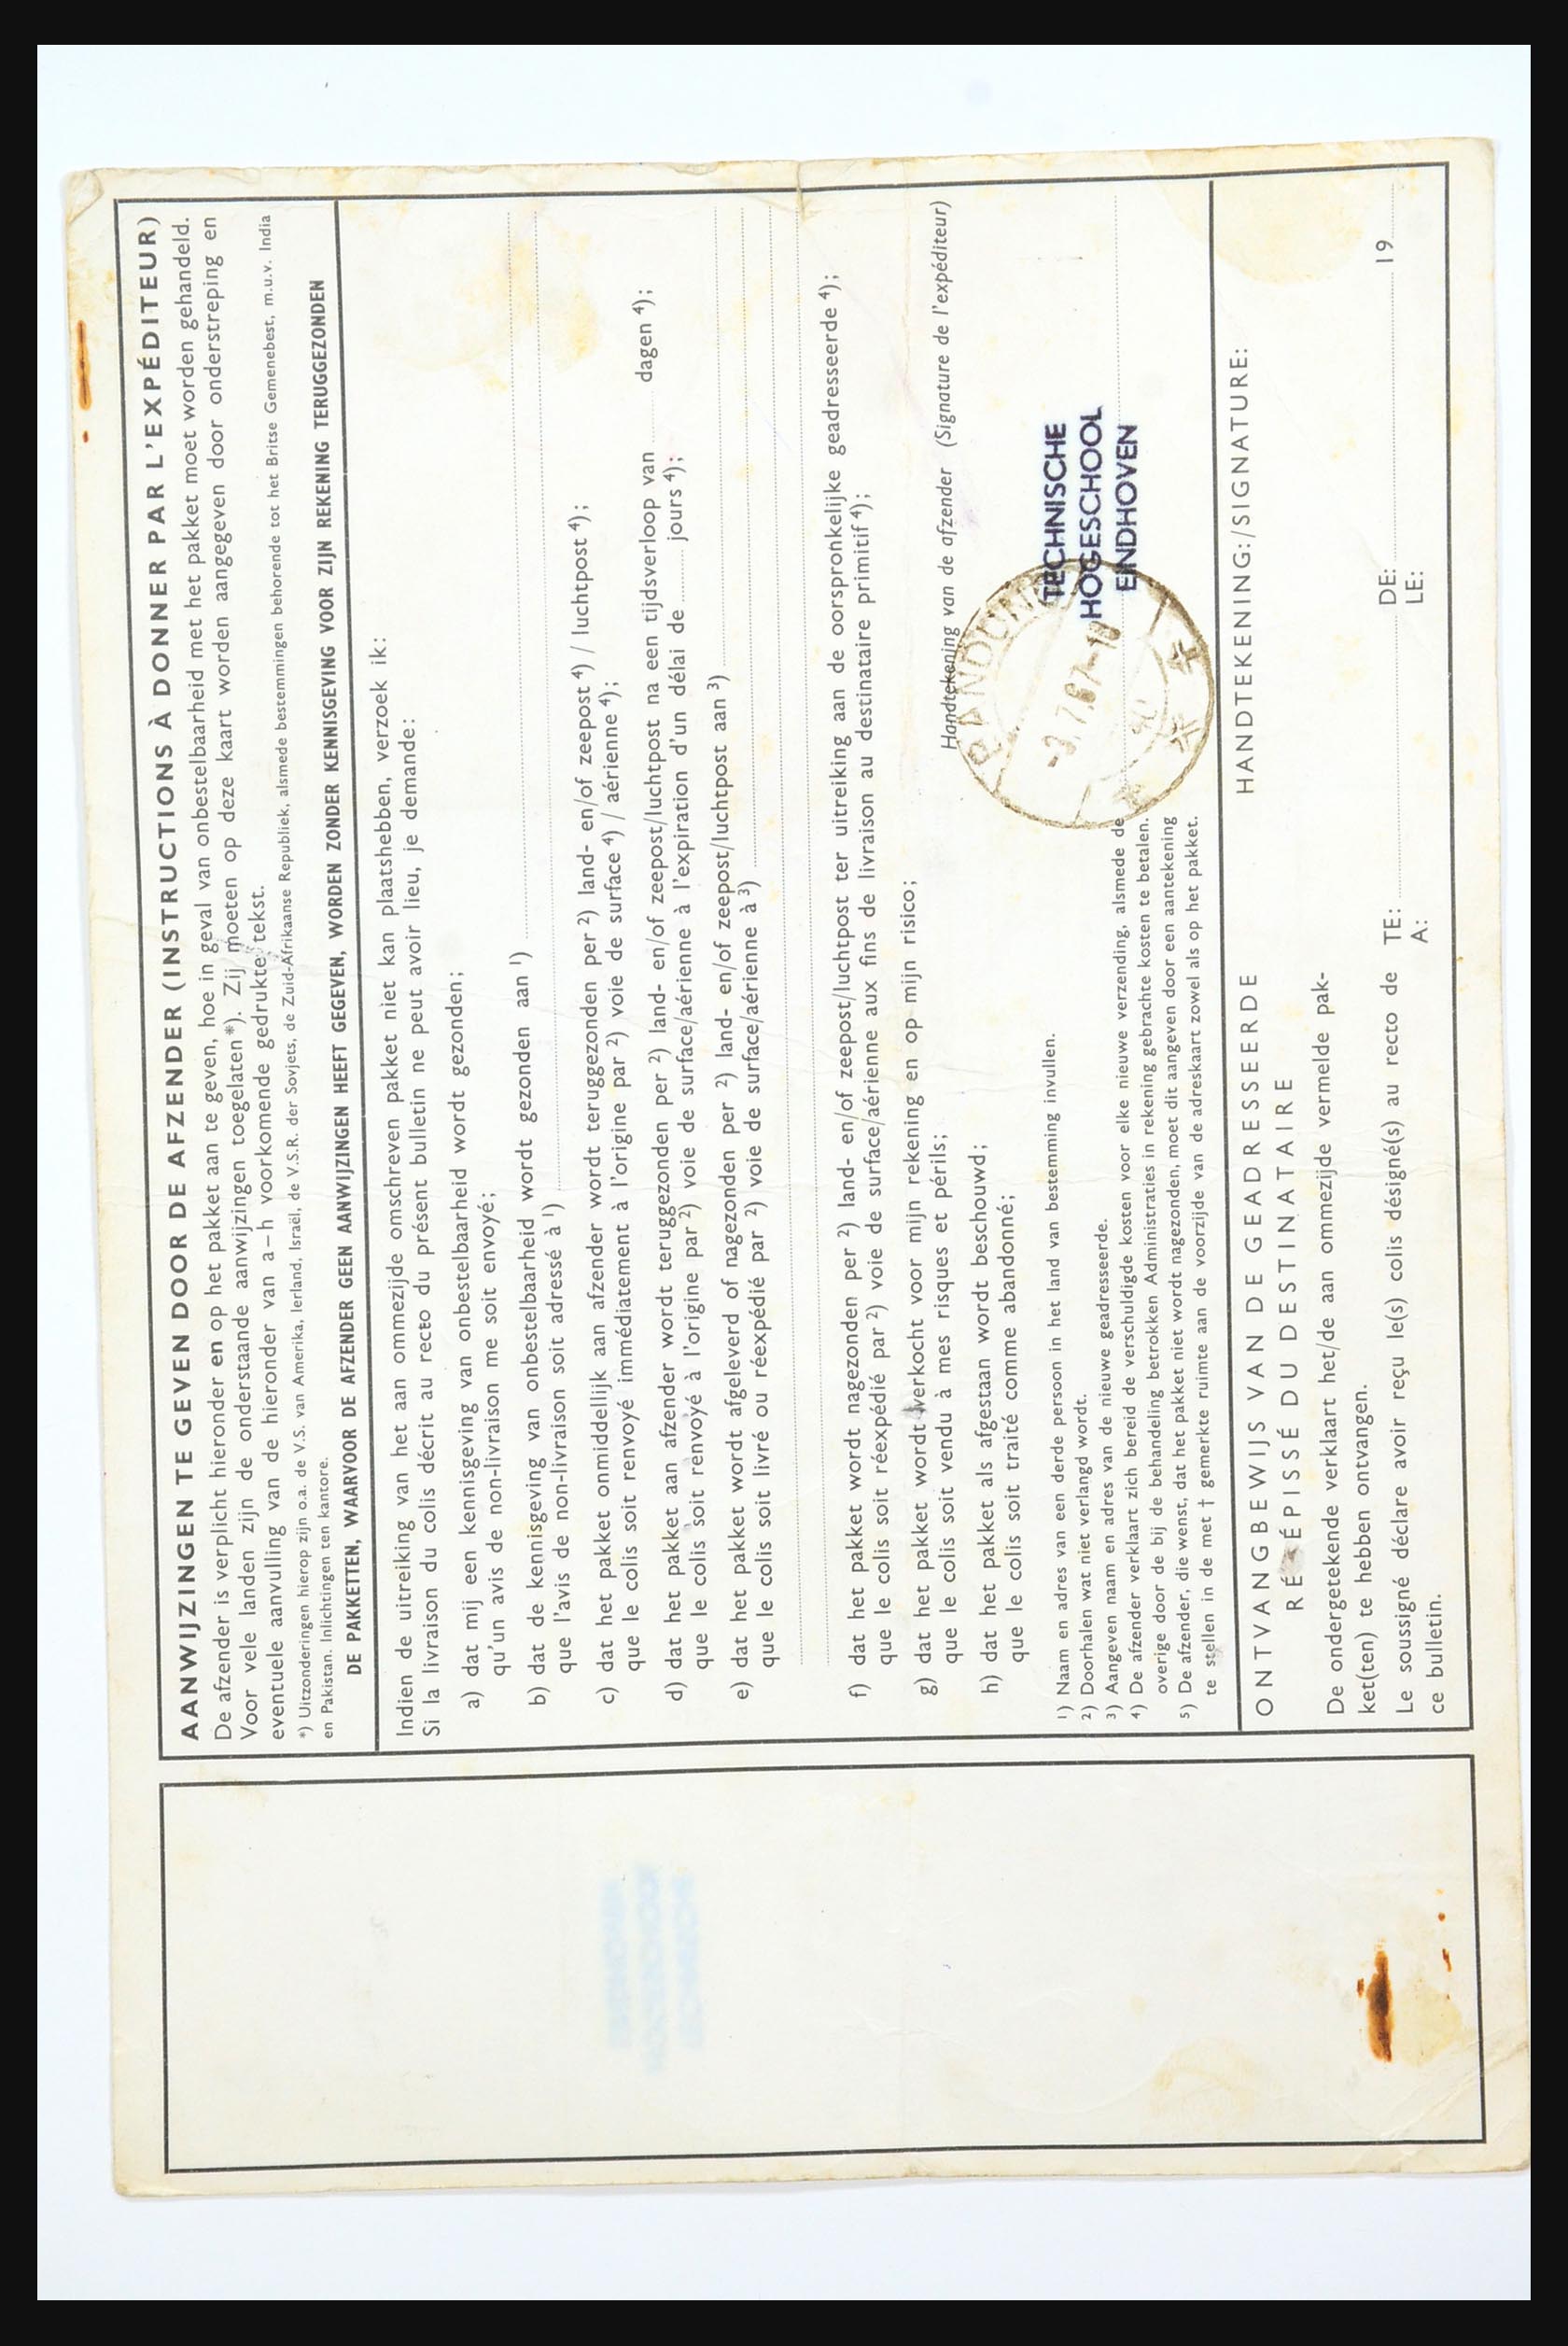 AANWIJZINGEN TE GEVEN DOOR DE AFZENDER (INSTRUCTIONS À DONNER PAR L'EXPÉDITEUR)
De afzender is verplicht hieronder en op het pakket aan te geven, hoe in geval van onbestelbaarheid met het pakket moet worden gehandeld.
Voor vele landen zijn de onderstaande aanwijzingen toegelaten*). Zij moeten op deze kaart worden aangegeven door onderstreping en
eventuele aanvulling van de hieronder van a–h voorkomende gedrukte tekst.
*) Uitzonderingen hierop zijn o.a. de V.S. van Amerika, Ierland, Israël, de V.S.R. der Sovjets, de Zuid-Afrikaanse Republiek, alsmede bestemmingen behorende tot het Britse Gemenebest, m.u.v. India
en Pakistan. Inlichtingen ten kantore.
DE PAKKETTEN, WAARVOOR DE AFZENDER GEEN AANWIJZINGEN HEEFT GEGEVEN, WORDEN ZONDER KENNISGEVING VOOR ZIJN REKENING TERUGGEZONDEN
Indien de uitreiking van het aan ommezijde omschreven pakket niet kan plaatshebben, verzoek ik:
Si la livraison du colis décrit au recto du présent bulletin ne peut avoir lieu, je demande:
a) dat mij een kennisgeving van onbestelbaarheid wordt gezonden;
qu'un avis de non-livraison me soit envoyé;
b) dat de kennisgeving van onbestelbaarheid wordt gezonden aan ¹)
que l'avis de non-livraison soit adressé à ¹)
c) dat het pakket onmiddellijk aan afzender wordt teruggezonden per ²) land- en/of zeepost ⁴) / luchtpost ⁴);
que le colis soit renvoyé immédiatement à l'origine par ²) voie de surface ⁴) / aérienne ⁴);
d) dat het pakket aan afzender wordt teruggezonden per ²) land- en/of zeepost/luchtpost na een tijdsverloop van ........ dagen ⁴);
que le colis soit renvoyé à l'origine par ²) voie de surface/aérienne à l'expiration d'un délai de ........ jours ⁴);
e) dat het pakket wordt afgeleverd of nagezonden per ²) land- en/of zeepost/luchtpost aan ³)
que le colis soit livré ou réexpédié par ²) voie de surface/aérienne à ³)
f) dat het pakket wordt nagezonden per ²) land- en/of zeepost/luchtpost ter uitreiking aan de oorspronkelijke geadresseerde ⁴);
que le colis soit réexpédié par ²) voie de surface/aérienne aux fins de livraison au destinataire primitif ⁴);
g) dat het pakket wordt verkocht voor mijn rekening en op mijn risico;
que le colis soit vendu à mes risques et périls;
h) dat het pakket als afgestaan wordt beschouwd;
que le colis soit traité comme abandonné;
Handtekening van de afzender (Signature de l'expéditeur)
TECHNISCHE
HOGESCHOOL
EINDHOVEN
BANDUNG
-3.7.67-10
¹) Naam en adres van een derde persoon in het land van bestemming invullen.
²) Doorhalen wat niet verlangd wordt.
³) Aangeven naam en adres van de nieuwe geadresseerde.
⁴) De afzender verklaart zich bereid de verschuldigde kosten voor elke nieuwe verzending, alsmede de
overige door de bij de behandeling betrokken Administraties in rekening gebrachte kosten te betalen.
⁵) De afzender, die wenst, dat het pakket niet wordt nagezonden, moet dit aangeven door een aantekening
te stellen in de met † gemerkte ruimte aan de voorzijde van de adreskaart zowel als op het pakket.
ONTVANGBEWIJS VAN DE GEADRESSEERDE
RÉCÉPISSÉ DU DESTINATAIRE
HANDTEKENING:/SIGNATURE:
De ondergetekende verklaart het/de aan ommezijde vermelde pak-
ket(ten) te hebben ontvangen.
Le soussigné déclare avoir reçu le(s) colis désigné(s) au recto de
ce bulletin.
TE: ........ DE: ........ 19 ....
A: LE: